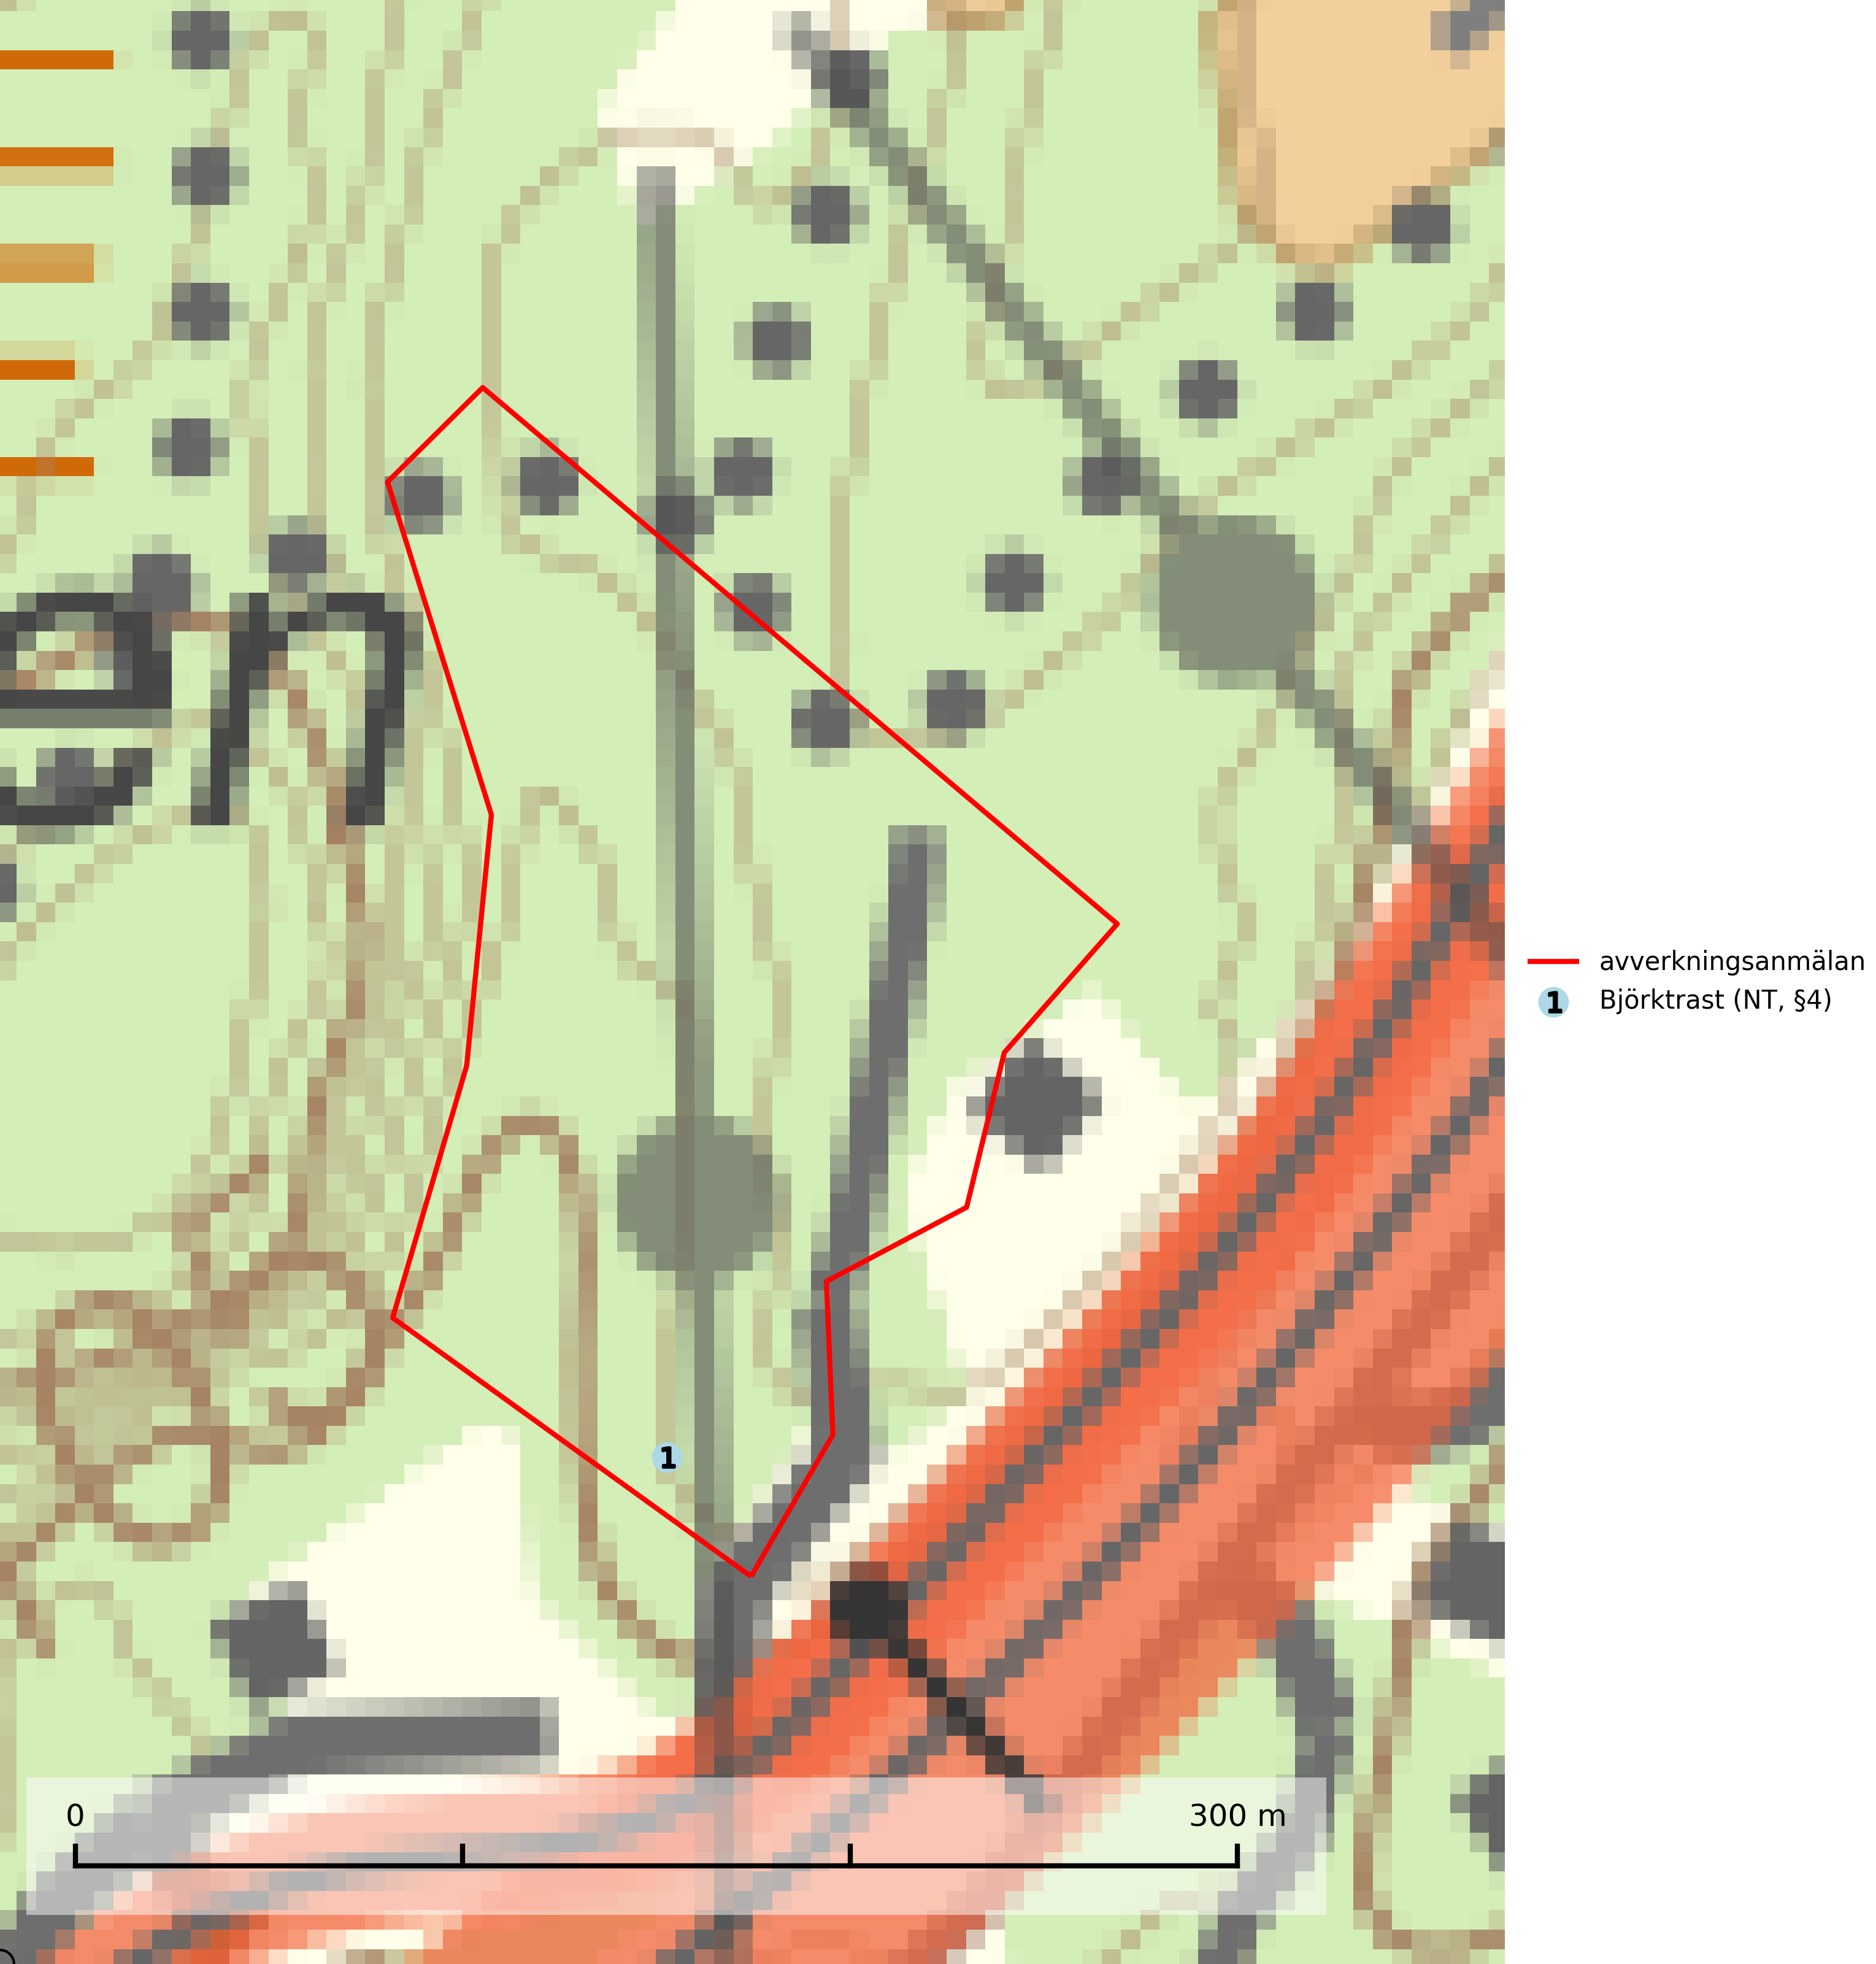 avverkningsanmälan
1 Björktrast (NT, §4)
1
0 300 m